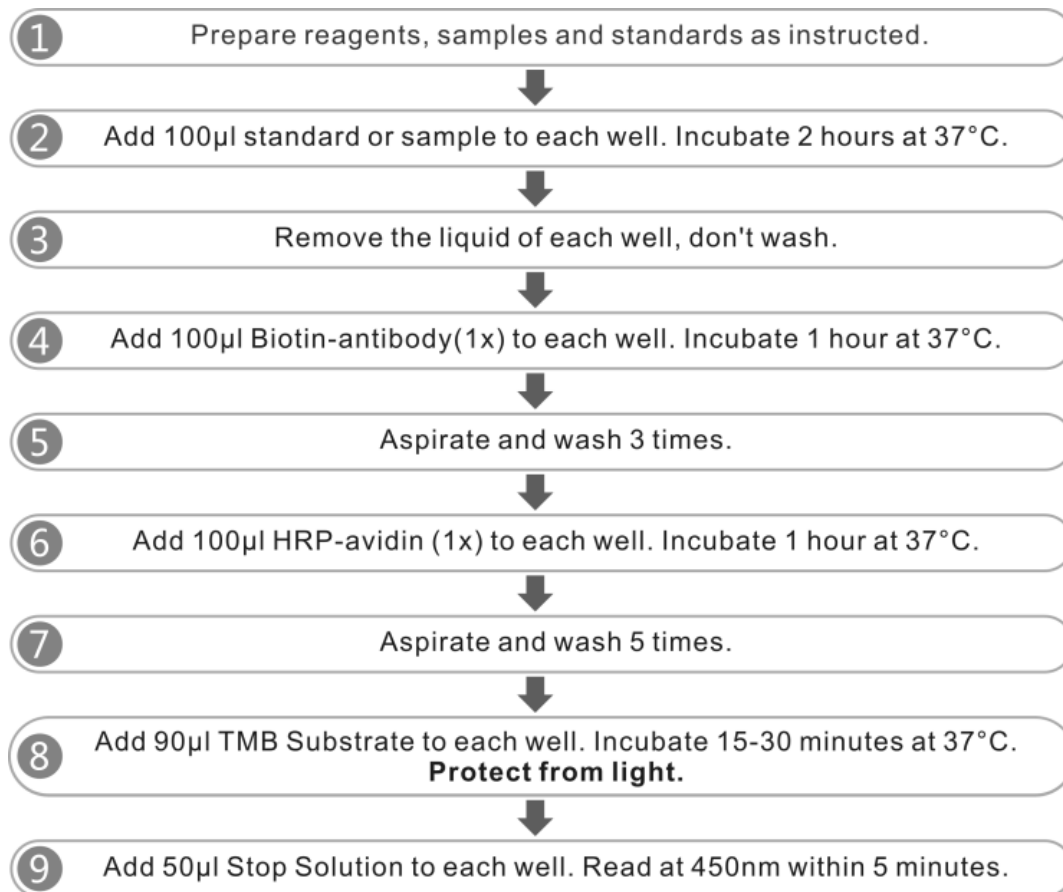 1 Prepare reagents, samples and standards as instructed.
2 Add 100µl standard or sample to each well. Incubate 2 hours at 37°C.
3 Remove the liquid of each well, don't wash.
4 Add 100µl Biotin-antibody(1x) to each well. Incubate 1 hour at 37°C.
5 Aspirate and wash 3 times.
6 Add 100µl HRP-avidin (1x) to each well. Incubate 1 hour at 37°C.
7 Aspirate and wash 5 times.
8 Add 90µl TMB Substrate to each well. Incubate 15-30 minutes at 37°C.
Protect from light.
9 Add 50µl Stop Solution to each well. Read at 450nm within 5 minutes.